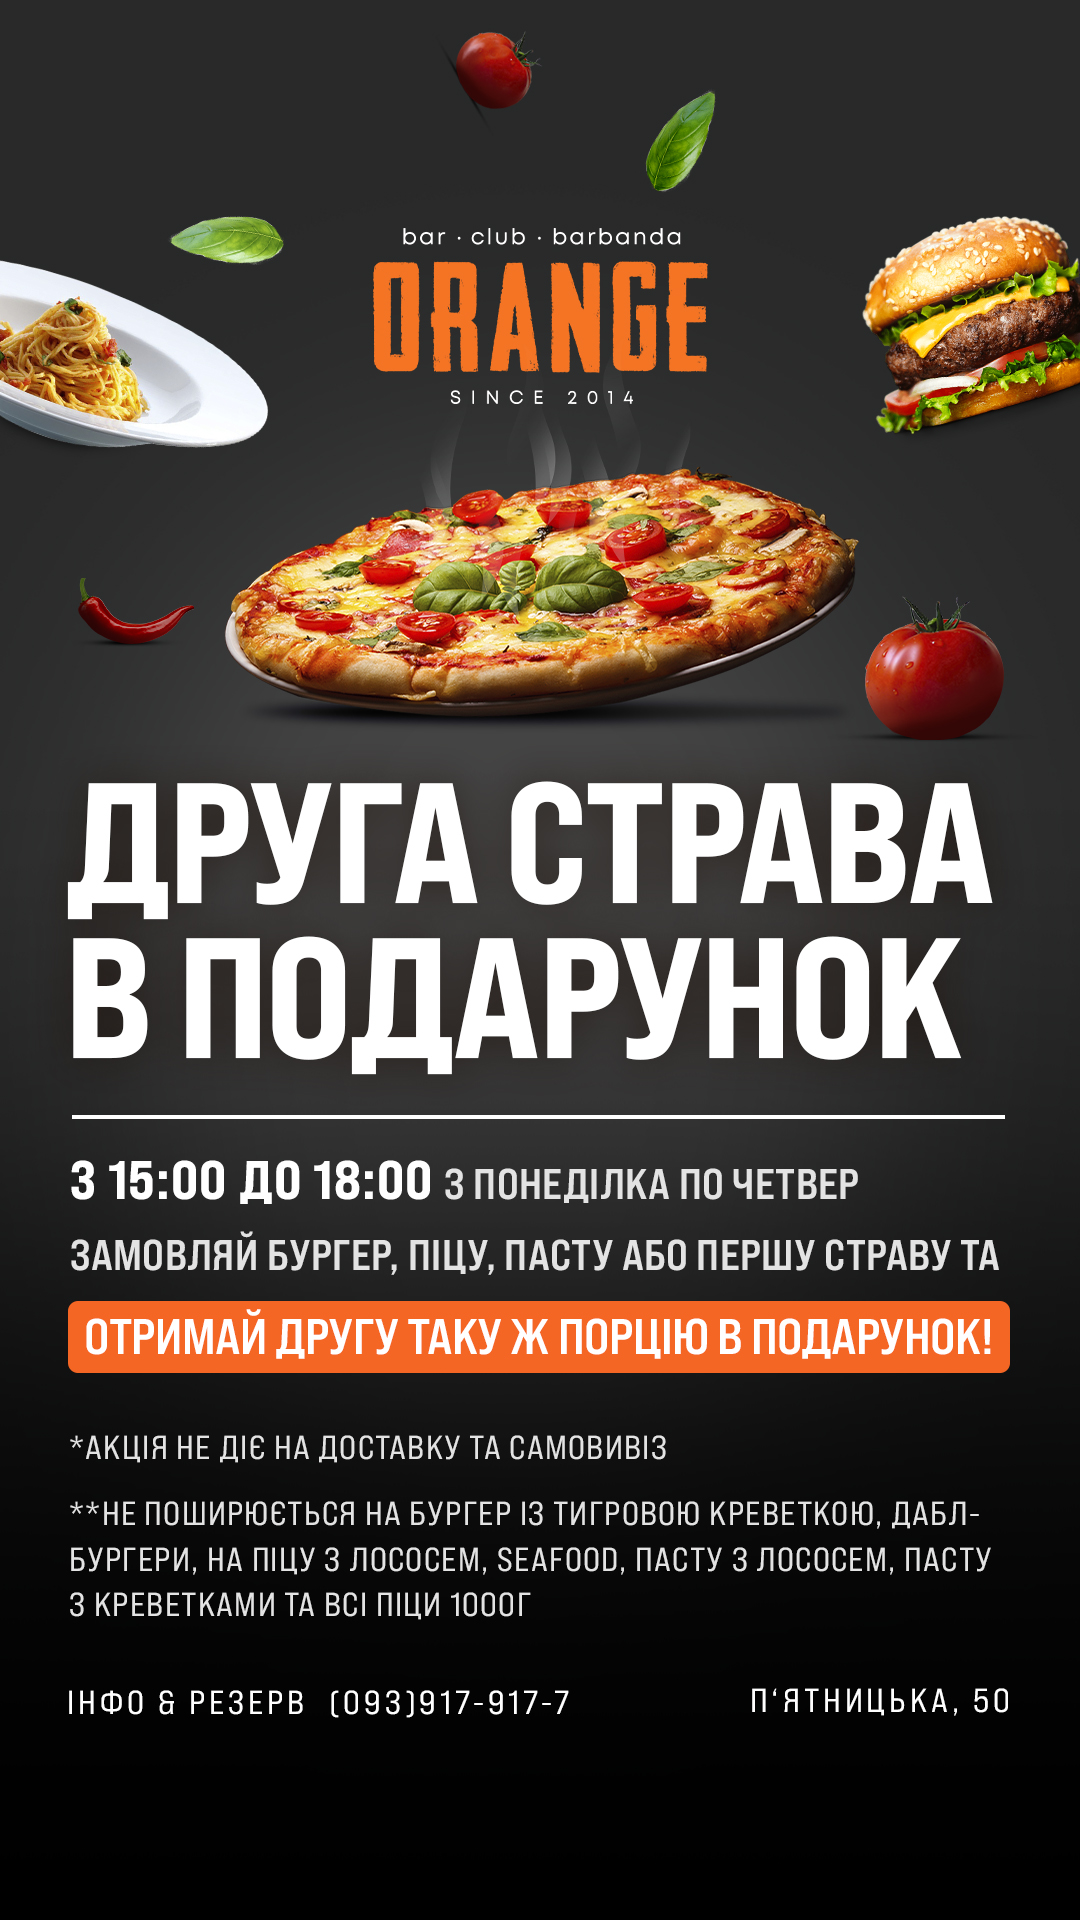 bar · club · barbanda
ORANGE
SINCE 2014
ДРУГА СТРАВА
В ПОДАРУНОК
З 15:00 ДО 18:00 З ПОНЕДІЛКА ПО ЧЕТВЕР
ЗАМОВЛЯЙ БУРГЕР, ПІЦУ, ПАСТУ АБО ПЕРШУ СТРАВУ ТА
ОТРИМАЙ ДРУГУ ТАКУ Ж ПОРЦІЮ В ПОДАРУНОК!
*АКЦІЯ НЕ ДІЄ НА ДОСТАВКУ ТА САМОВИВІЗ
**НЕ ПОШИРЮЄТЬСЯ НА БУРГЕР ІЗ ТИГРОВОЮ КРЕВЕТКОЮ, ДАБЛ-
БУРГЕРИ, НА ПІЦУ З ЛОСОСЕМ, SEAFOOD, ПАСТУ З ЛОСОСЕМ, ПАСТУ
З КРЕВЕТКАМИ ТА ВСІ ПІЦИ 1000Г
ІНФО & РЕЗЕРВ (093)917-917-7
П‘ЯТНИЦЬКА, 50